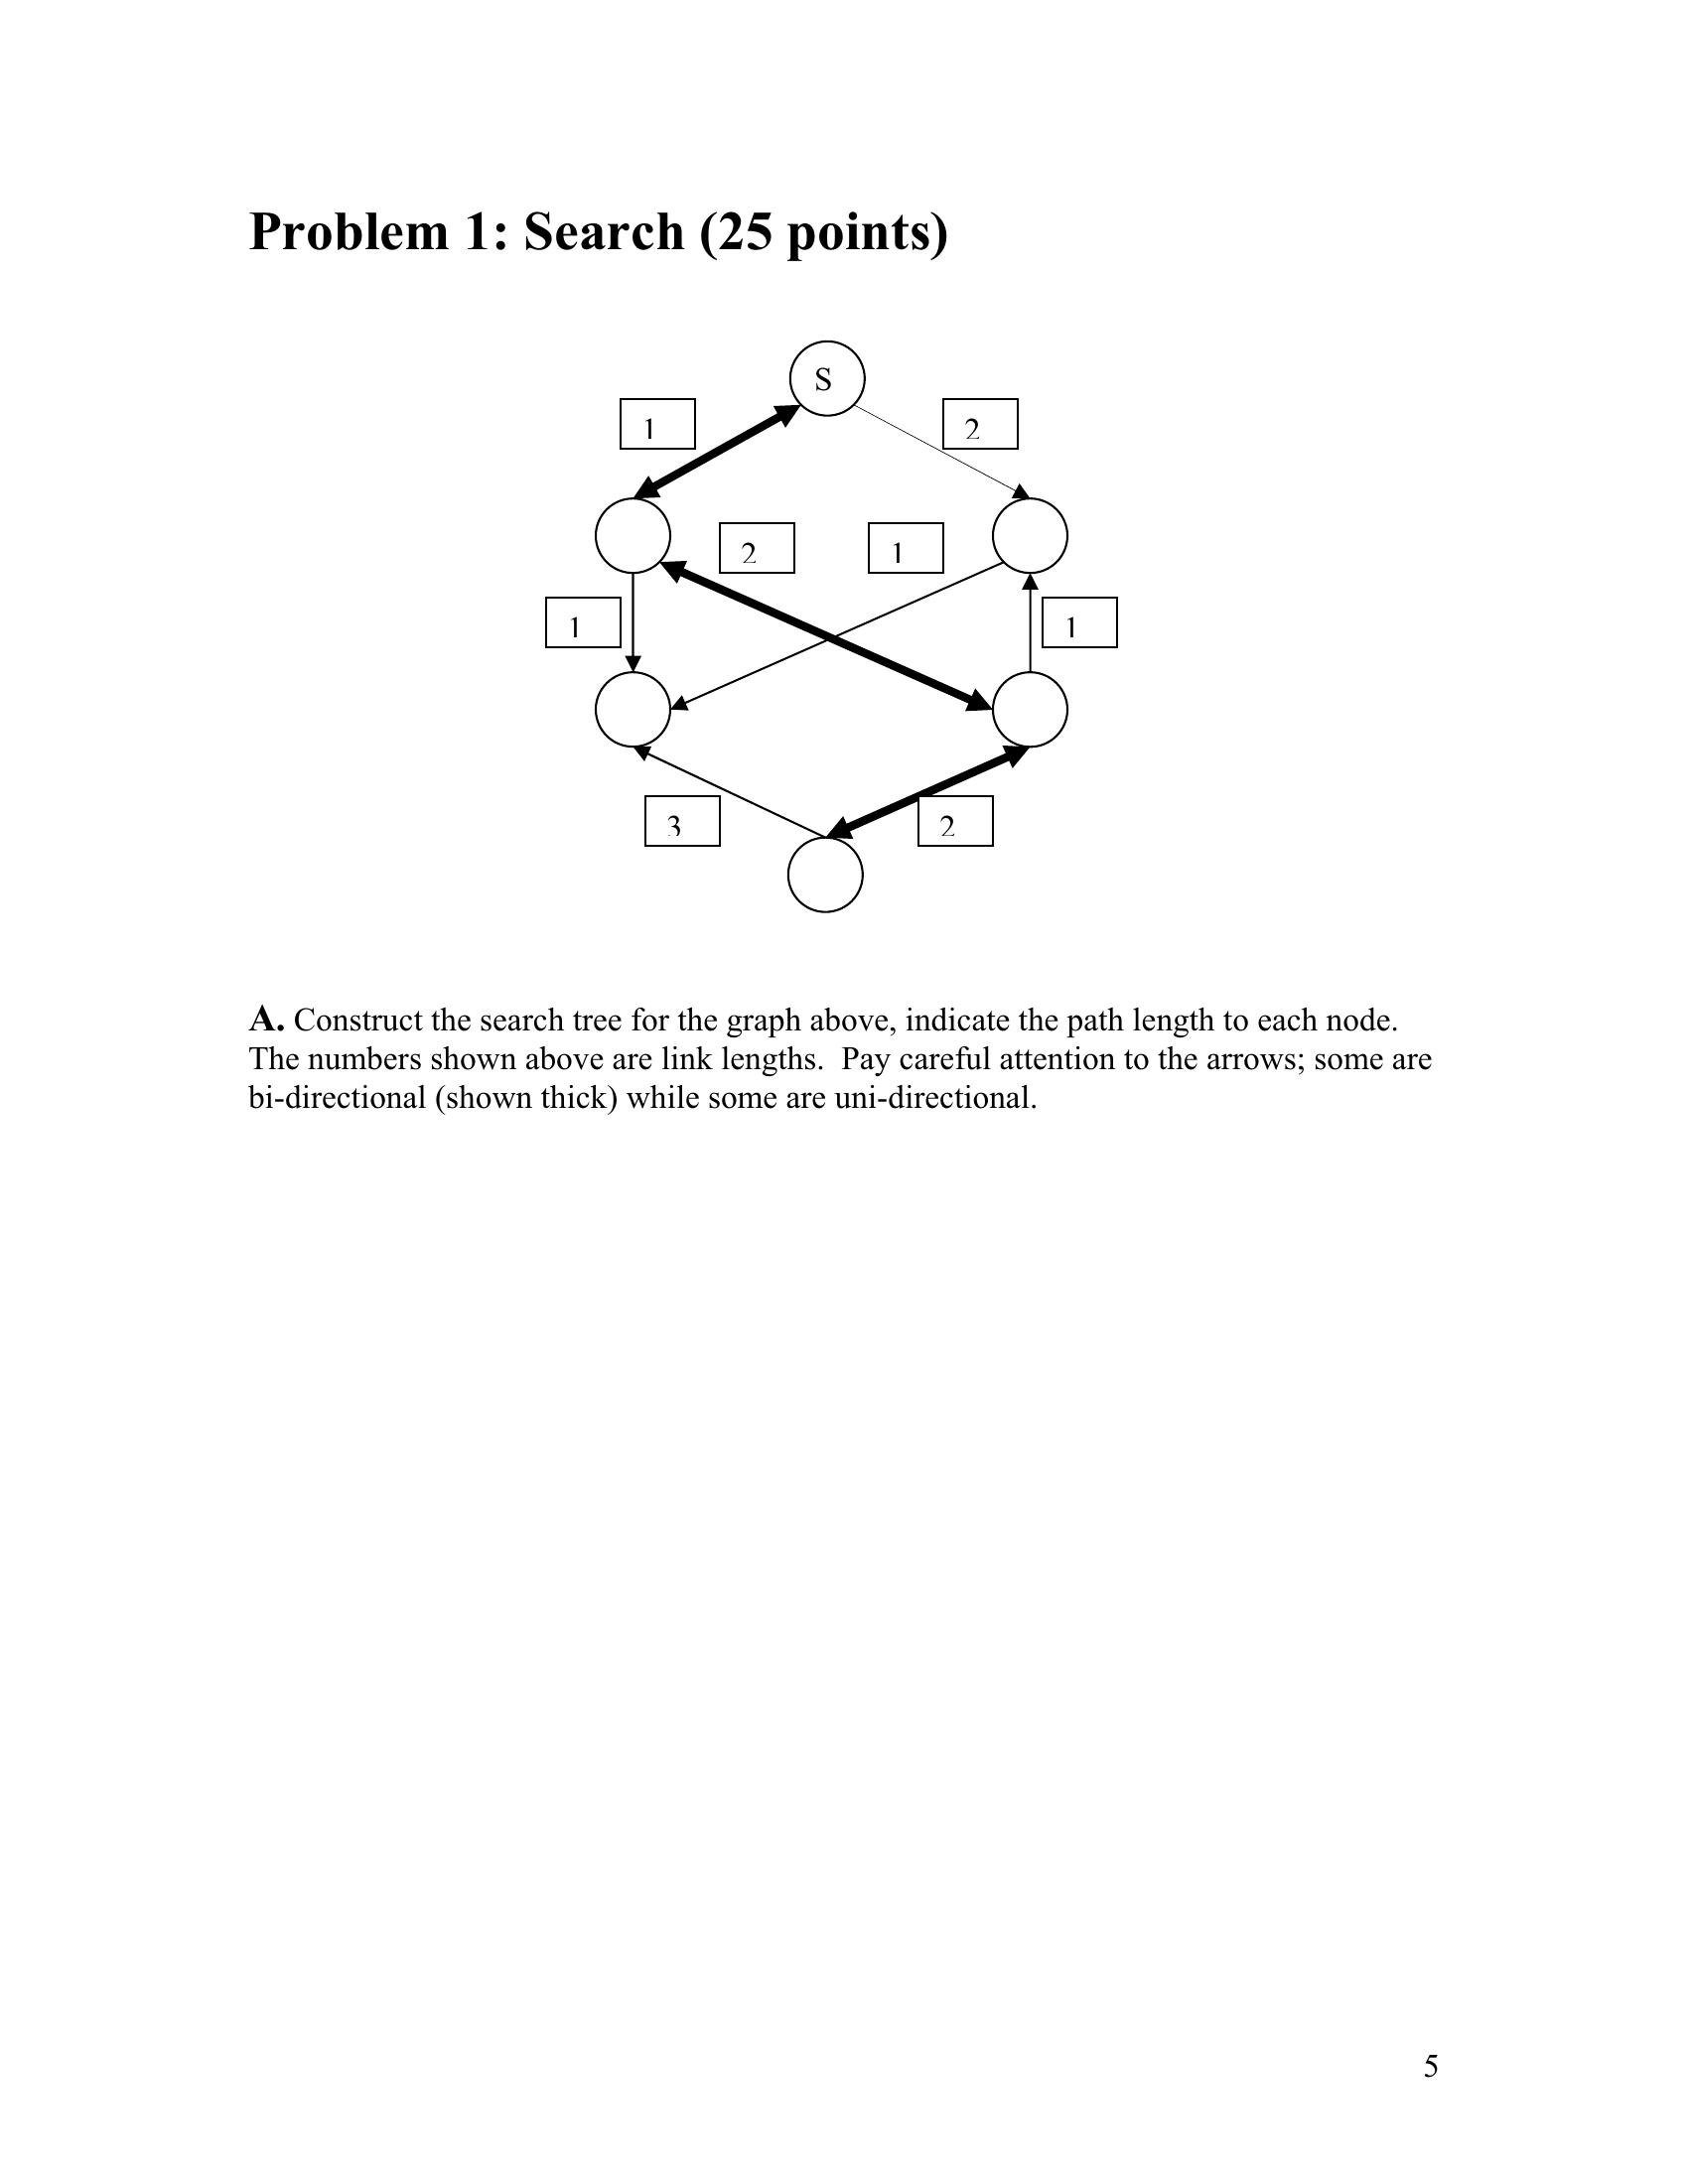 Problem 1: Search (25 points)
S
1
2
2
1
1
1
3
2
A. Construct the search tree for the graph above, indicate the path length to each node.
The numbers shown above are link lengths.  Pay careful attention to the arrows; some are
bi-directional (shown thick) while some are uni-directional.
5